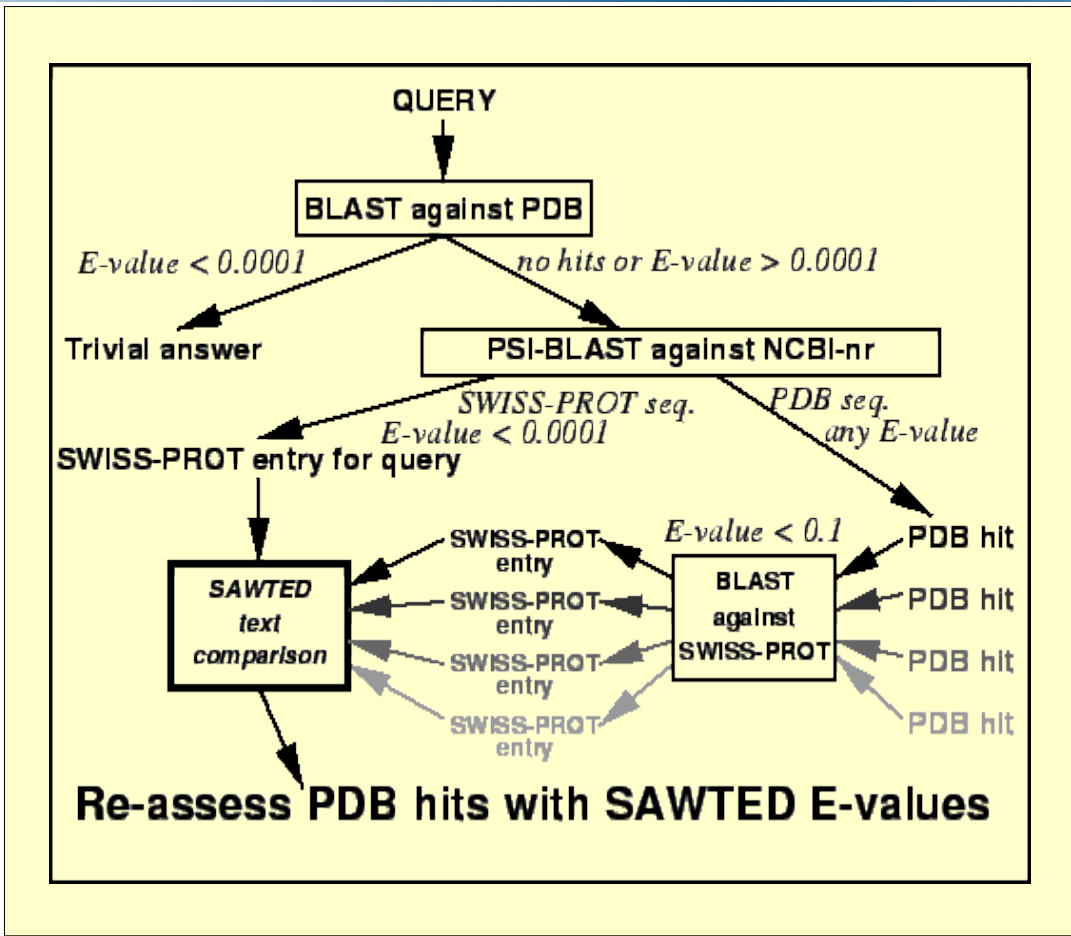 QUERY
BLAST against PDB
E-value < 0.0001
no hits or E-value > 0.0001
Trivial answer
PSI-BLAST against NCBI-nr
SWISS-PROT seq.
E-value < 0.0001
PDB seq.
any E-value
SWISS-PROT entry for query
SAWTED
text
comparison
SWISS-PROT
entry
SWISS-PROT
entry
SWISS-PROT
entry
SWISS-PROT
entry
E-value < 0.1
BLAST
against
SWISS-PROT
PDB hit
PDB hit
PDB hit
PDB hit
Re-assess PDB hits with SAWTED E-values